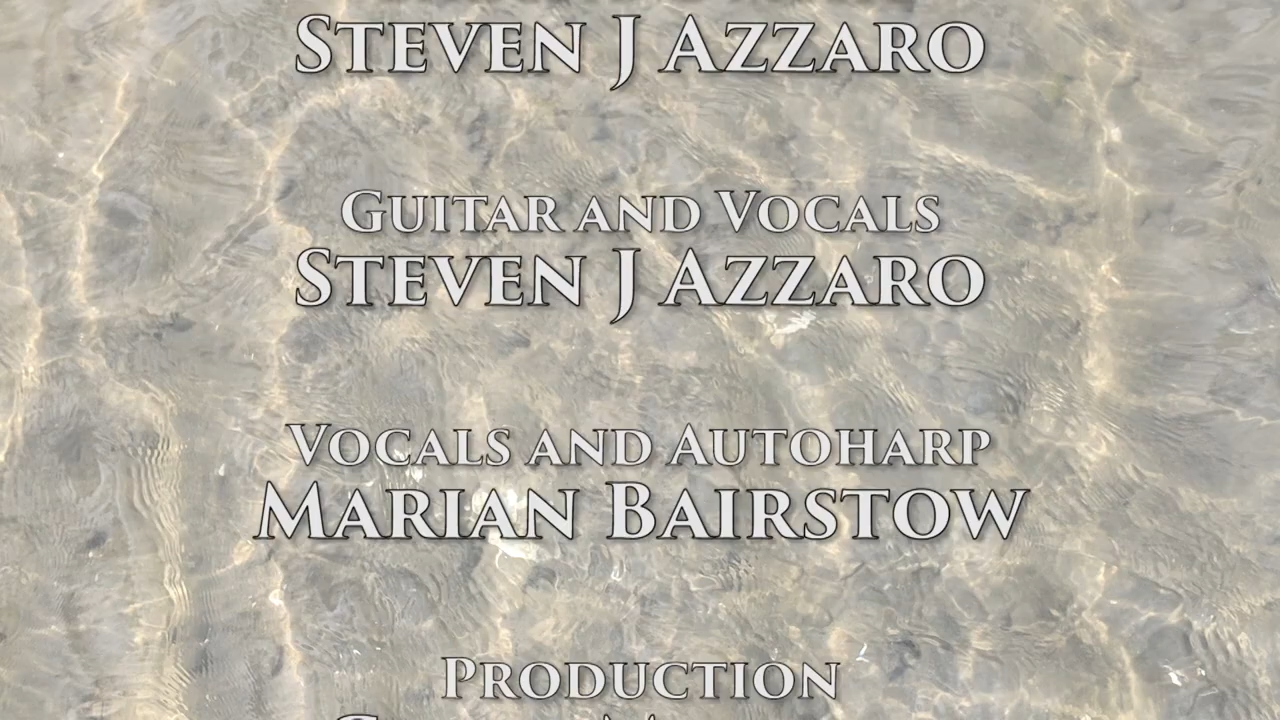 Steven J Azzaro
Guitar and Vocals
Steven J Azzaro
Vocals and Autoharp
Marian Bairstow
Production